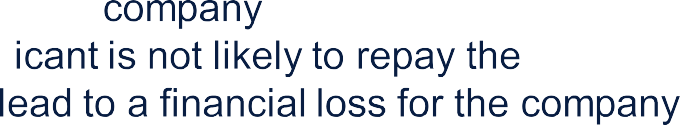 company
icant is not likely to repay the
lead to a financial loss for the company